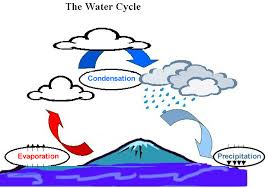 The Water Cycle
Condensation
Evaporation
Precipitation